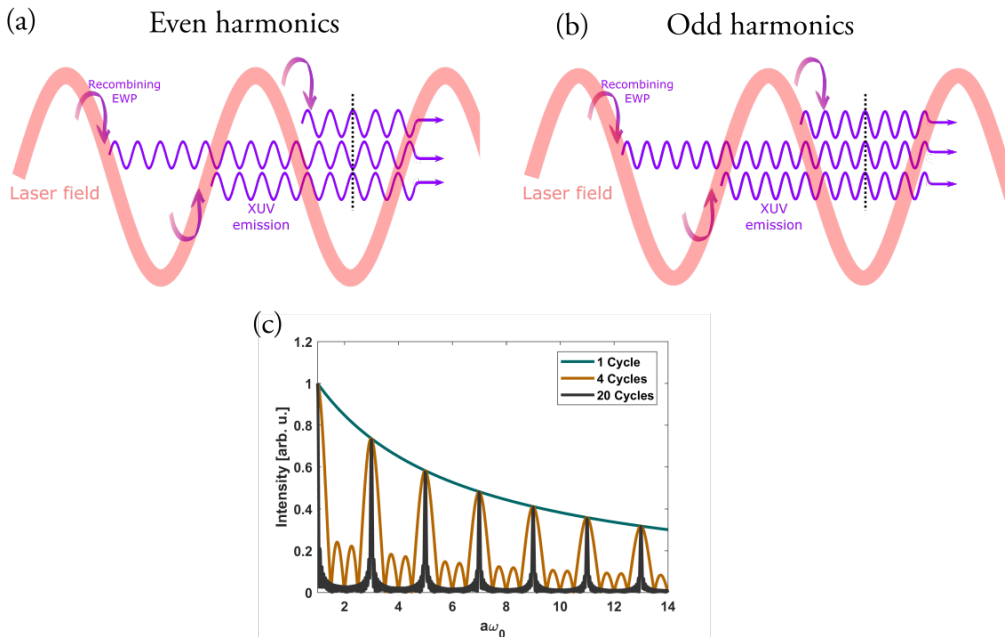 (a)
Even harmonics
Recombining
EWP
Laser field
XUV
emission
(b)
Odd harmonics
Recombining
EWP
Laser field
XUV
emission
(c)
1.2
1
0.8
0.6
0.4
0.2
0
Intensity [arb. u.]
1 Cycle
4 Cycles
20 Cycles
2 4 6 8 10 12 14
aω₀